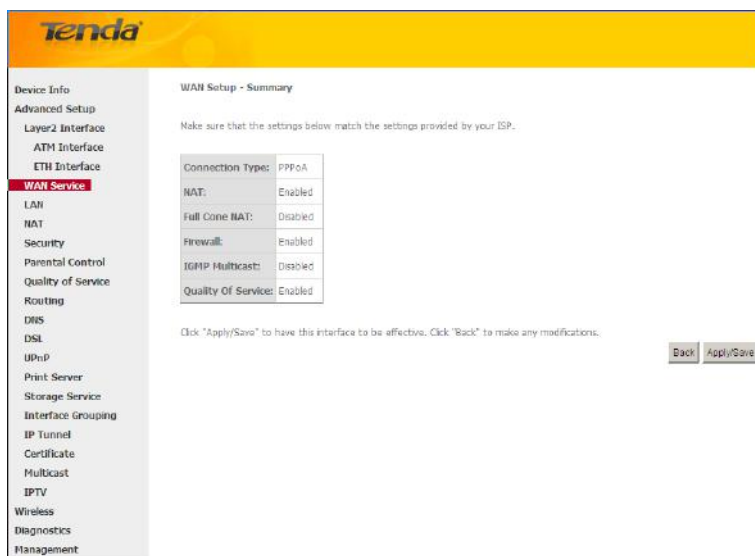 Tenda
Device Info
Advanced Setup
Layer2 Interface
ATM Interface
ETH Interface
WAN Service
LAN
NAT
Security
Parental Control
Quality of Service
Routing
DNS
DSL
UPnP
Print Server
Storage Service
Interface Grouping
IP Tunnel
Certificate
Multicast
IPTV
Wireless
Diagnostics
Management
WAN Setup - Summary
Make sure that the settings below match the settings provided by your ISP.
Connection Type: PPPoA
NAT: Enabled
Full Cone NAT: Disabled
Firewall: Enabled
IGMP Multicast: Disabled
Quality Of Service: Enabled
Click "Apply/Save" to have this interface to be effective. Click "Back" to make any modifications.
Back Apply/Save